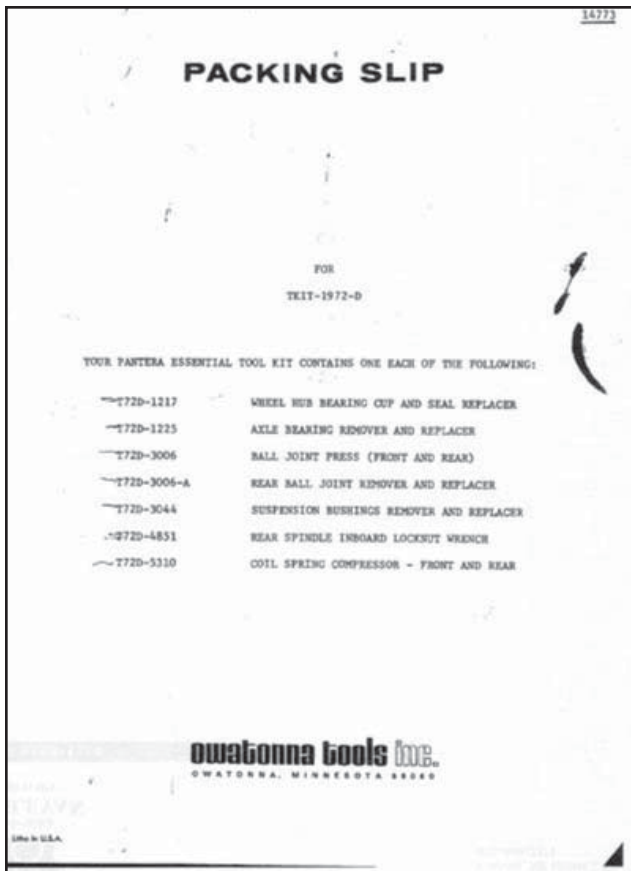 14773
PACKING SLIP
FOR
TKIT-1972-D
YOUR PANTERA ESSENTIAL TOOL KIT CONTAINS ONE EACH OF THE FOLLOWING:
T72D-1217 WHEEL HUB BEARING CUP AND SEAL REPLACER
T72D-1225 AXLE BEARING REMOVER AND REPLACER
T72D-3006 BALL JOINT PRESS (FRONT AND REAR)
T72D-3006-A REAR BALL JOINT REMOVER AND REPLACER
T72D-3044 SUSPENSION BUSHINGS REMOVER AND REPLACER
T72D-4851 REAR SPINDLE INBOARD LOCKNUT WRENCH
T72D-5310 COIL SPRING COMPRESSOR - FRONT AND REAR
owatonna tools inc.
OWATONNA, MINNESOTA 55060
Litho in U.S.A.